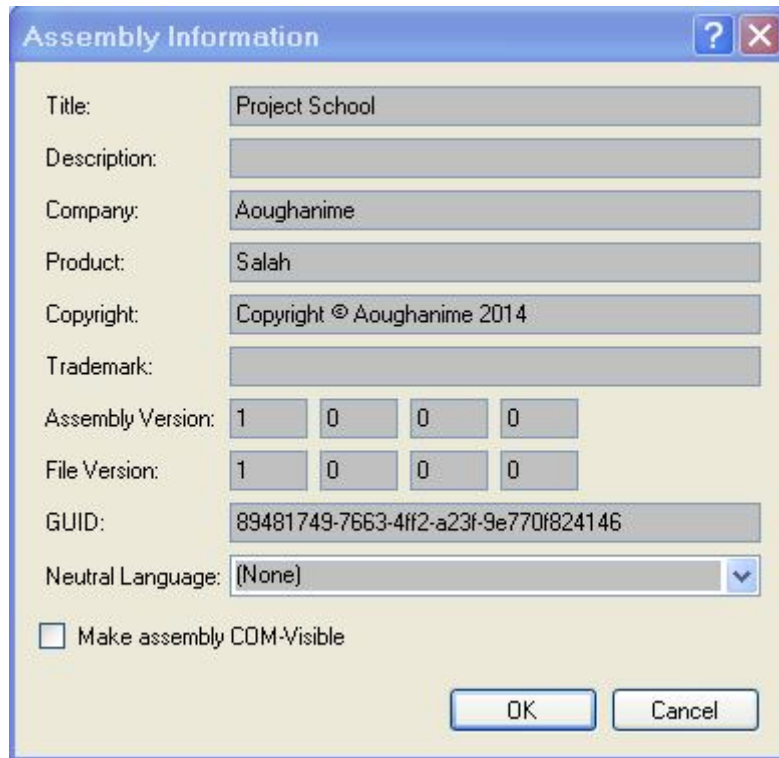 Assembly Information
Title: Project School
Description:
Company: Aoughanime
Product: Salah
Copyright: Copyright © Aoughanime 2014
Trademark:
Assembly Version: 1 0 0 0
File Version: 1 0 0 0
GUID: 89481749-7663-4ff2-a23f-9e770f824146
Neutral Language: (None)
Make assembly COM-Visible
OK Cancel